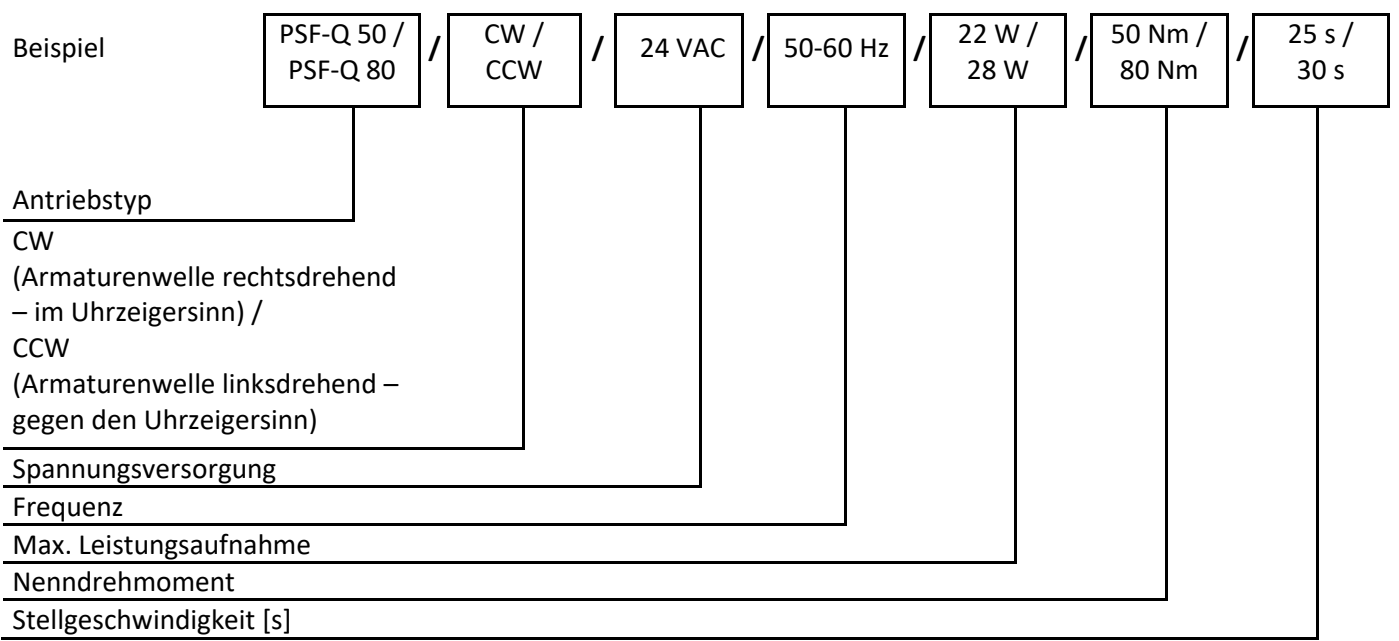 Beispiel
PSF-Q 50 /
PSF-Q 80
/
CW /
CCW
/
24 VAC
/
50-60 Hz
/
22 W /
28 W
/
50 Nm /
80 Nm
/
25 s /
30 s
Antriebstyp
CW
(Armaturenwelle rechtsdrehend
– im Uhrzeigersinn) /
CCW
(Armaturenwelle linksdrehend –
gegen den Uhrzeigersinn)
Spannungsversorgung
Frequenz
Max. Leistungsaufnahme
Nenndrehmoment
Stellgeschwindigkeit [s]